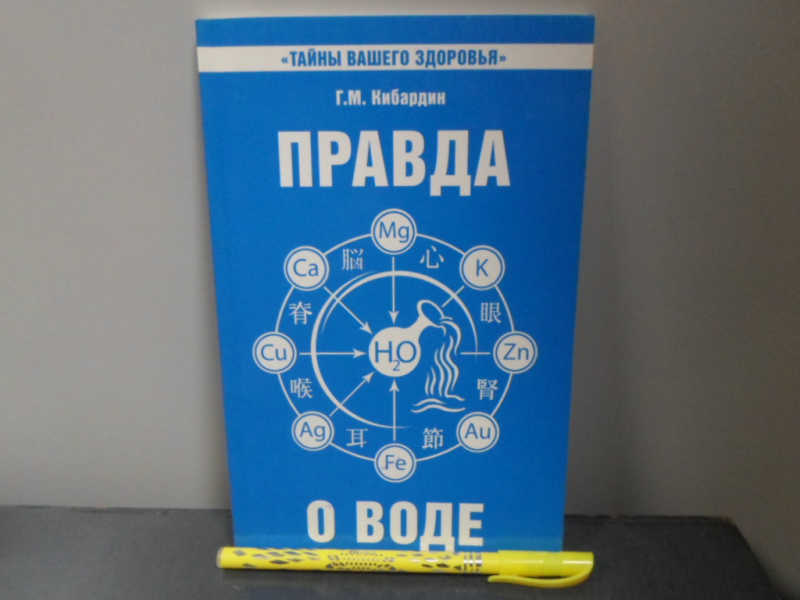 «ТАЙНЫ ВАШЕГО ЗДОРОВЬЯ»
Г.М. Кибардин
ПРАВДА
Mg
Ca
脳
心
K
脊
眼
Cu
H2O
Zn
喉
腎
Ag
耳
節
Au
Fe
О ВОДЕ